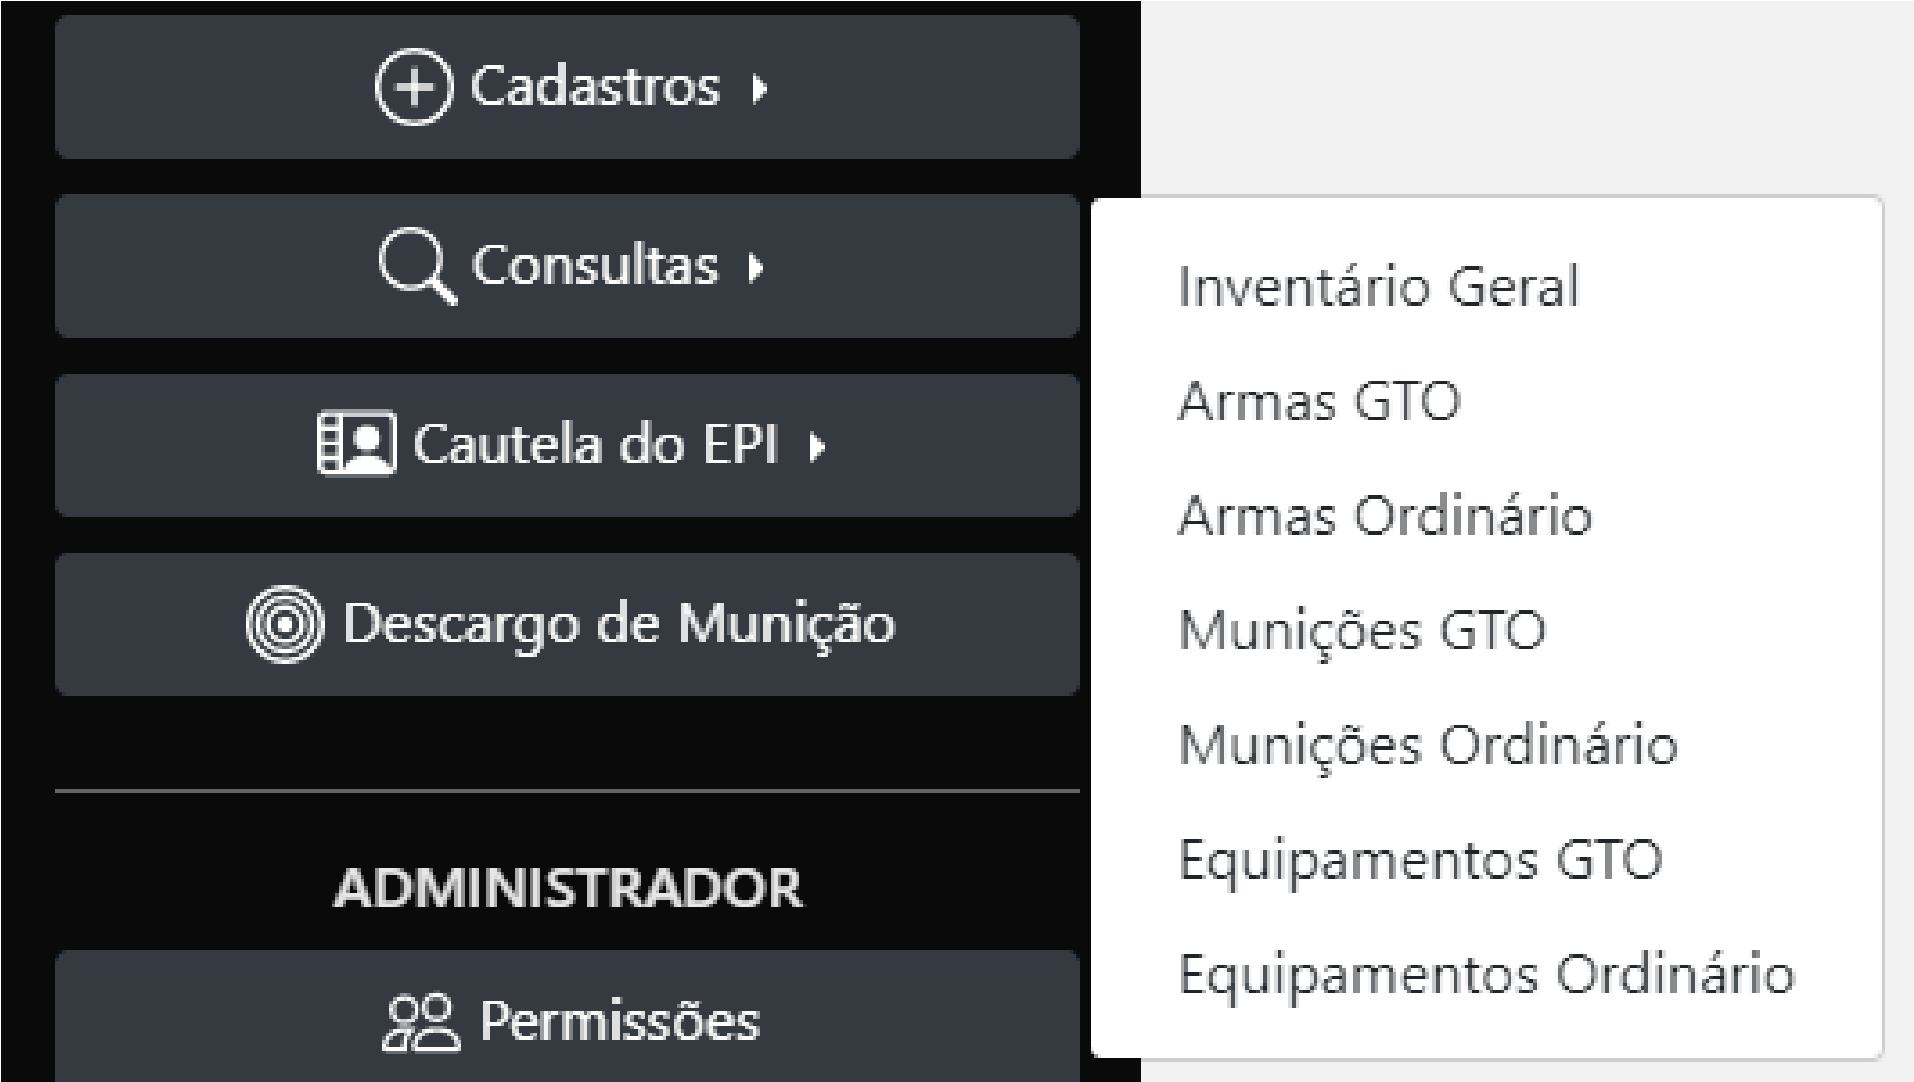 Cadastros
Consultas
Cautela do EPI
Descargo de Munição
ADMINISTRADOR
Permissões
Inventário Geral
Armas GTO
Armas Ordinário
Munições GTO
Munições Ordinário
Equipamentos GTO
Equipamentos Ordinário